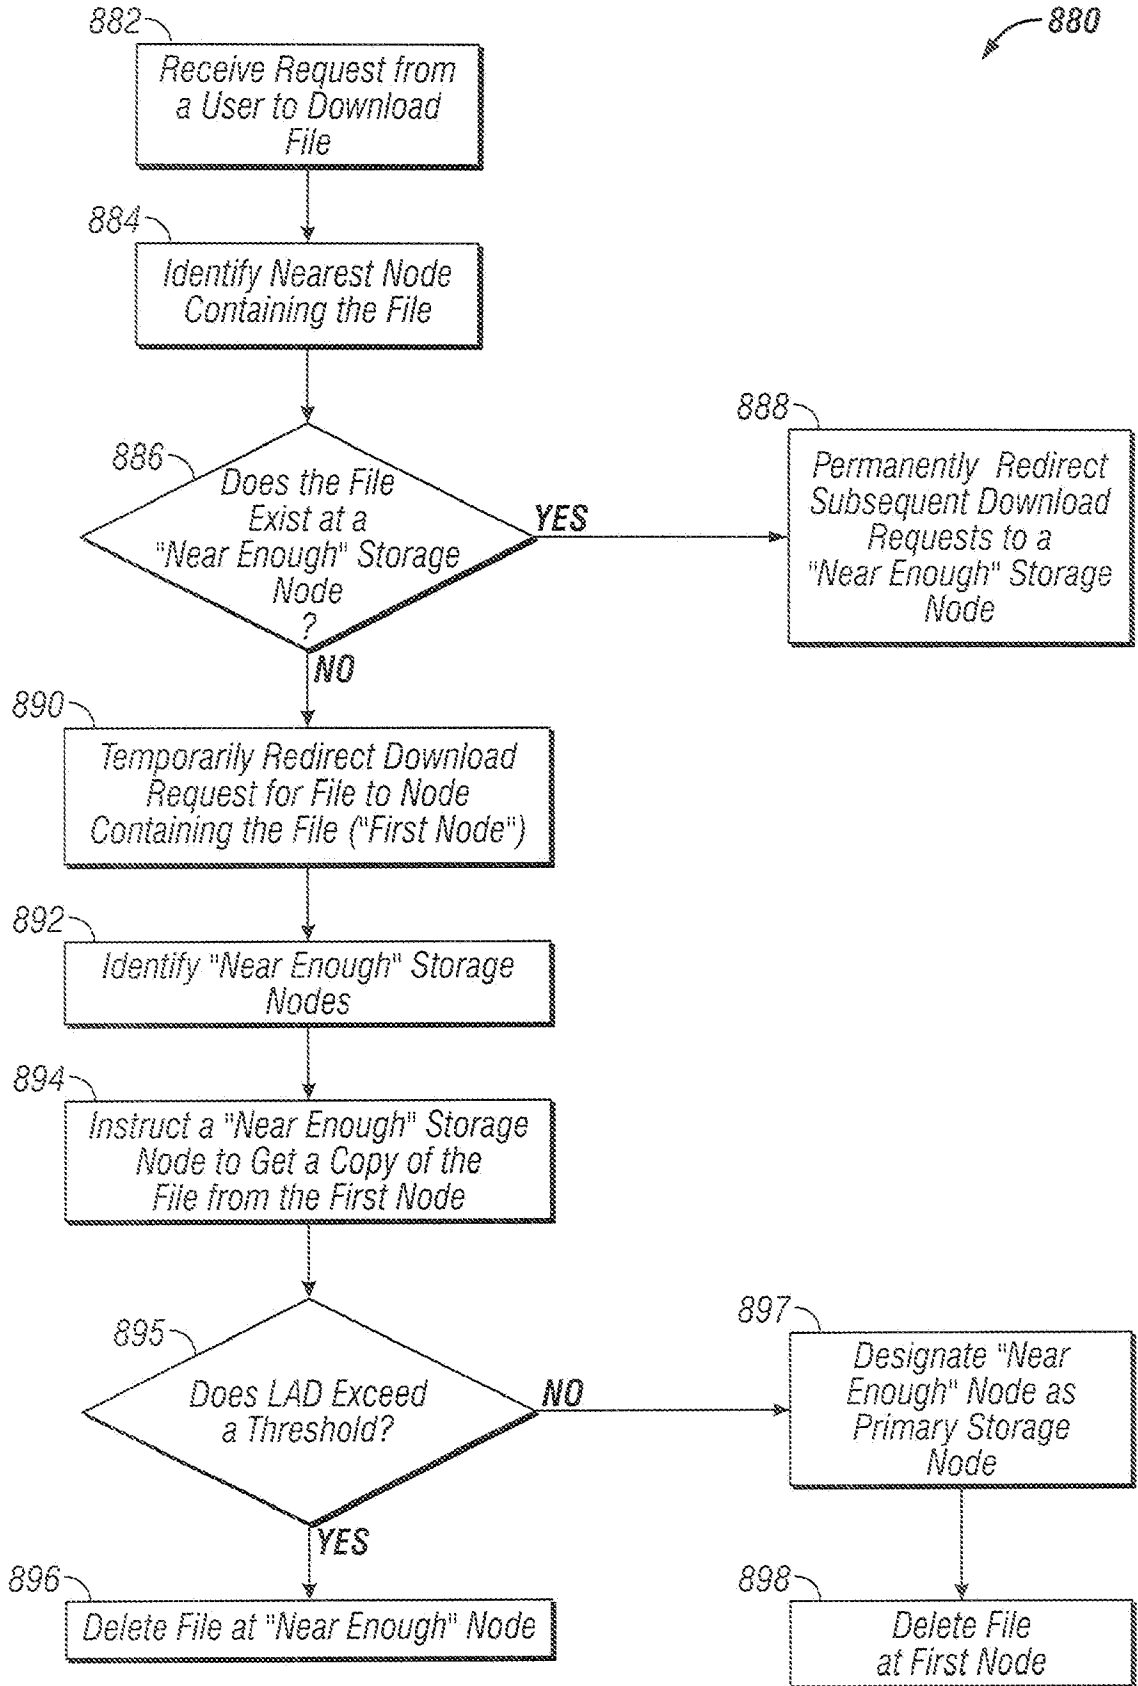 880
882
Receive Request from
a User to Download
File
884
Identify Nearest Node
Containing the File
886
Does the File
Exist at a
"Near Enough" Storage
Node
?
YES
888
Permanently Redirect
Subsequent Download
Requests to a
"Near Enough" Storage
Node
NO
890
Temporarily Redirect Download
Request for File to Node
Containing the File ("First Node")
892
Identify "Near Enough" Storage
Nodes
894
Instruct a "Near Enough" Storage
Node to Get a Copy of the
File from the First Node
895
Does LAD Exceed
a Threshold?
NO
897
Designate "Near
Enough" Node as
Primary Storage
Node
YES
896
Delete File at "Near Enough" Node
898
Delete File
at First Node